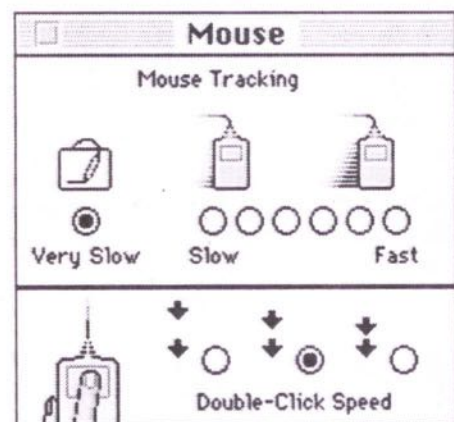 Mouse
Mouse Tracking
Very Slow
Slow
Fast
Double-Click Speed